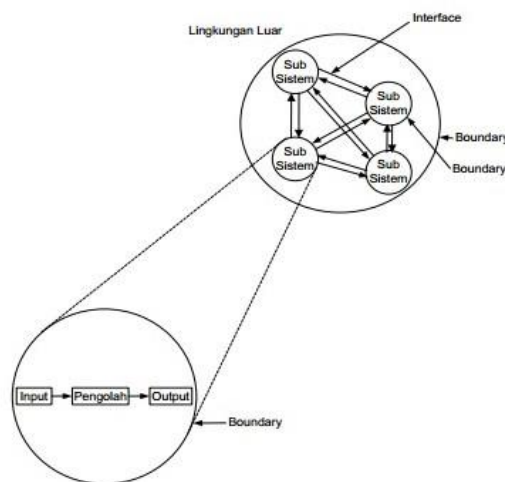 Interface
Lingkungan Luar
Sub
Sistem
Sub
Sistem
Boundary
Sub
Sistem
Sub
Sistem
Boundary
Input
Pengolah
Output
Boundary